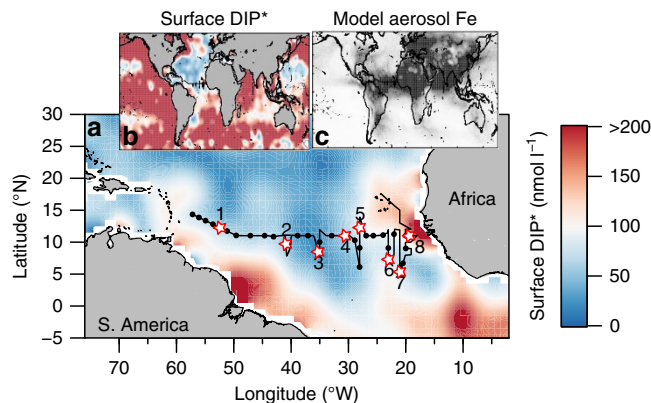 Surface DIP*
Model aerosol Fe
b
c
a
30
25
20
15
10
5
0
−5
Latitude (°N)
1
2
3
4
5
6
7
8
Africa
S. America
70
60
50
40
30
20
10
Longitude (°W)
>200
150
100
50
0
Surface DIP* (nmol l⁻¹)